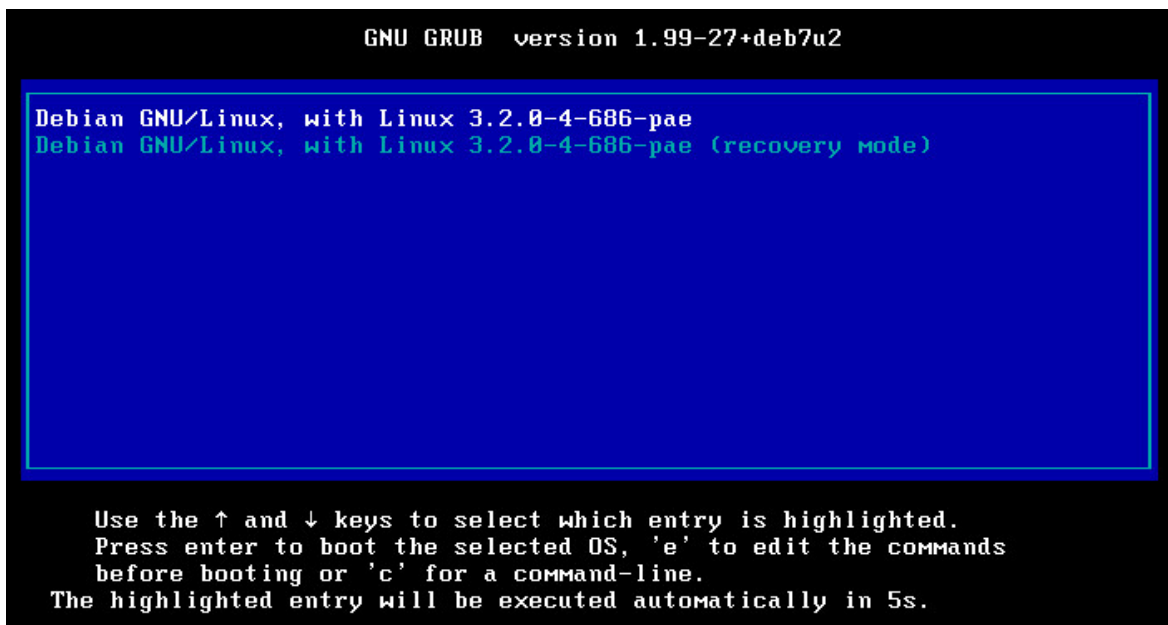 GNU GRUB  version 1.99-27+deb7u2
Debian GNU/Linux, with Linux 3.2.0-4-686-pae
Debian GNU/Linux, with Linux 3.2.0-4-686-pae (recovery mode)
Use the ↑ and ↓ keys to select which entry is highlighted.
Press enter to boot the selected OS, 'e' to edit the commands
before booting or 'c' for a command-line.
The highlighted entry will be executed automatically in 5s.